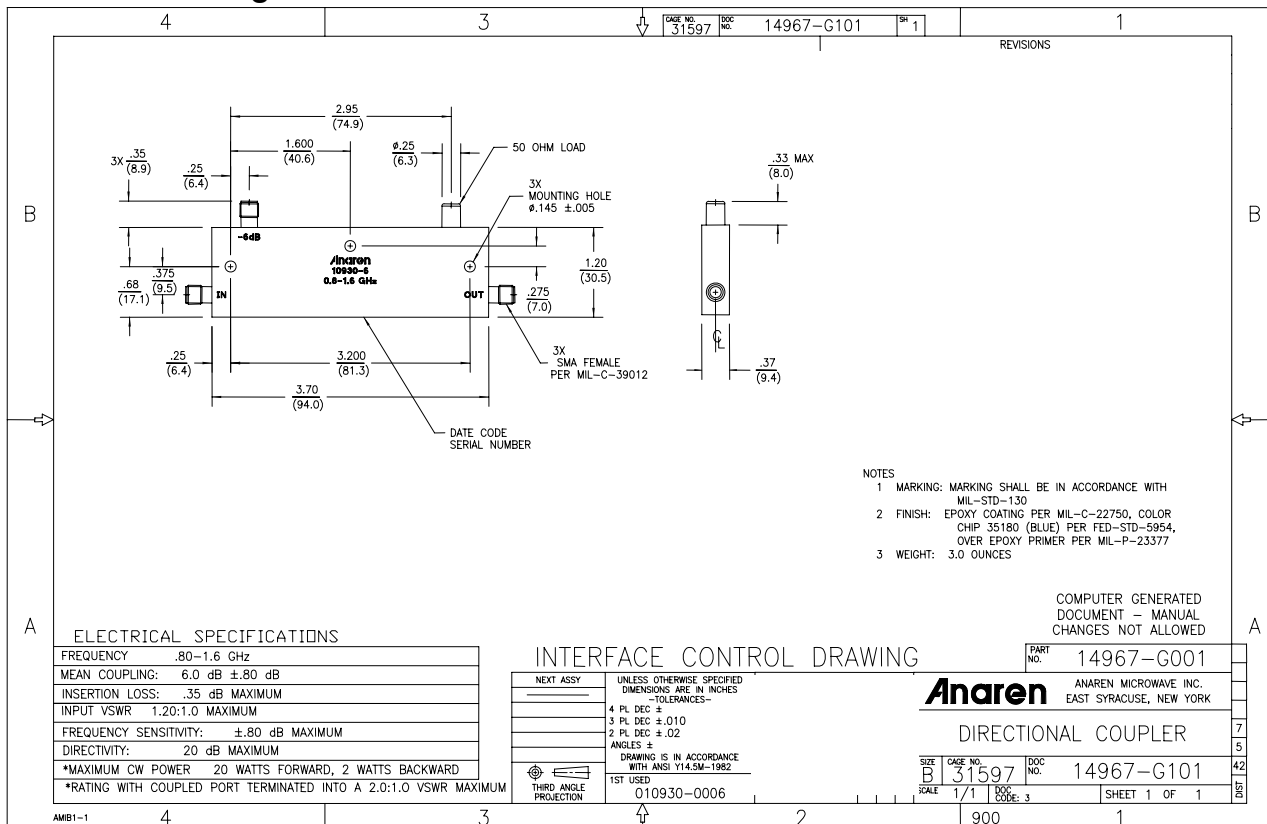 4 3 1
CAGE NO. 31597 DOC NO. 14967-G101 SH 1
REVISIONS
2.95
(74.9)
1.600
(40.6)
ø.25
(6.3)
50 OHM LOAD
3X .35
(8.9)
.25
(6.4)
3X
MOUNTING HOLE
ø.145 ±.005
.33 MAX
(8.0)
B B
-6dB
Anaren
10930-6
0.8-1.6 GHz
IN OUT
.375
(9.5)
.68
(17.1)
1.20
(30.5)
.275
(7.0)
3X
SMA FEMALE
PER MIL-C-39012
.25
(6.4)
3.200
(81.3)
3.70
(94.0)
CL
.37
(9.4)
DATE CODE
SERIAL NUMBER
NOTES
1 MARKING: MARKING SHALL BE IN ACCORDANCE WITH
MIL-STD-130
2 FINISH: EPOXY COATING PER MIL-C-22750, COLOR
CHIP 35180 (BLUE) PER FED-STD-5954,
OVER EPOXY PRIMER PER MIL-P-23377
3 WEIGHT: 3.0 OUNCES
COMPUTER GENERATED
DOCUMENT - MANUAL
CHANGES NOT ALLOWED
A A
ELECTRICAL SPECIFICATIONS
FREQUENCY .80-1.6 GHz
MEAN COUPLING: 6.0 dB ±.80 dB
INSERTION LOSS: .35 dB MAXIMUM
INPUT VSWR 1.20:1.0 MAXIMUM
FREQUENCY SENSITIVITY: ±.80 dB MAXIMUM
DIRECTIVITY: 20 dB MAXIMUM
*MAXIMUM CW POWER 20 WATTS FORWARD, 2 WATTS BACKWARD
*RATING WITH COUPLED PORT TERMINATED INTO A 2.0:1.0 VSWR MAXIMUM
INTERFACE CONTROL DRAWING
NEXT ASSY
UNLESS OTHERWISE SPECIFIED
DIMENSIONS ARE IN INCHES
-TOLERANCES-
4 PL DEC ±
3 PL DEC ±.010
2 PL DEC ±.02
ANGLES ±
DRAWING IS IN ACCORDANCE
WITH ANSI Y14.5M-1982
1ST USED
010930-0006
THIRD ANGLE
PROJECTION
PART NO. 14967-G001
Anaren
ANAREN MICROWAVE INC.
EAST SYRACUSE, NEW YORK
DIRECTIONAL COUPLER
SIZE B CAGE NO. 31597 DOC NO. 14967-G101
SCALE 1/1 DOC CODE: 3 SHEET 1 OF 1
7
5
42
DIST
AMIB1-1 4 3 2 900 1